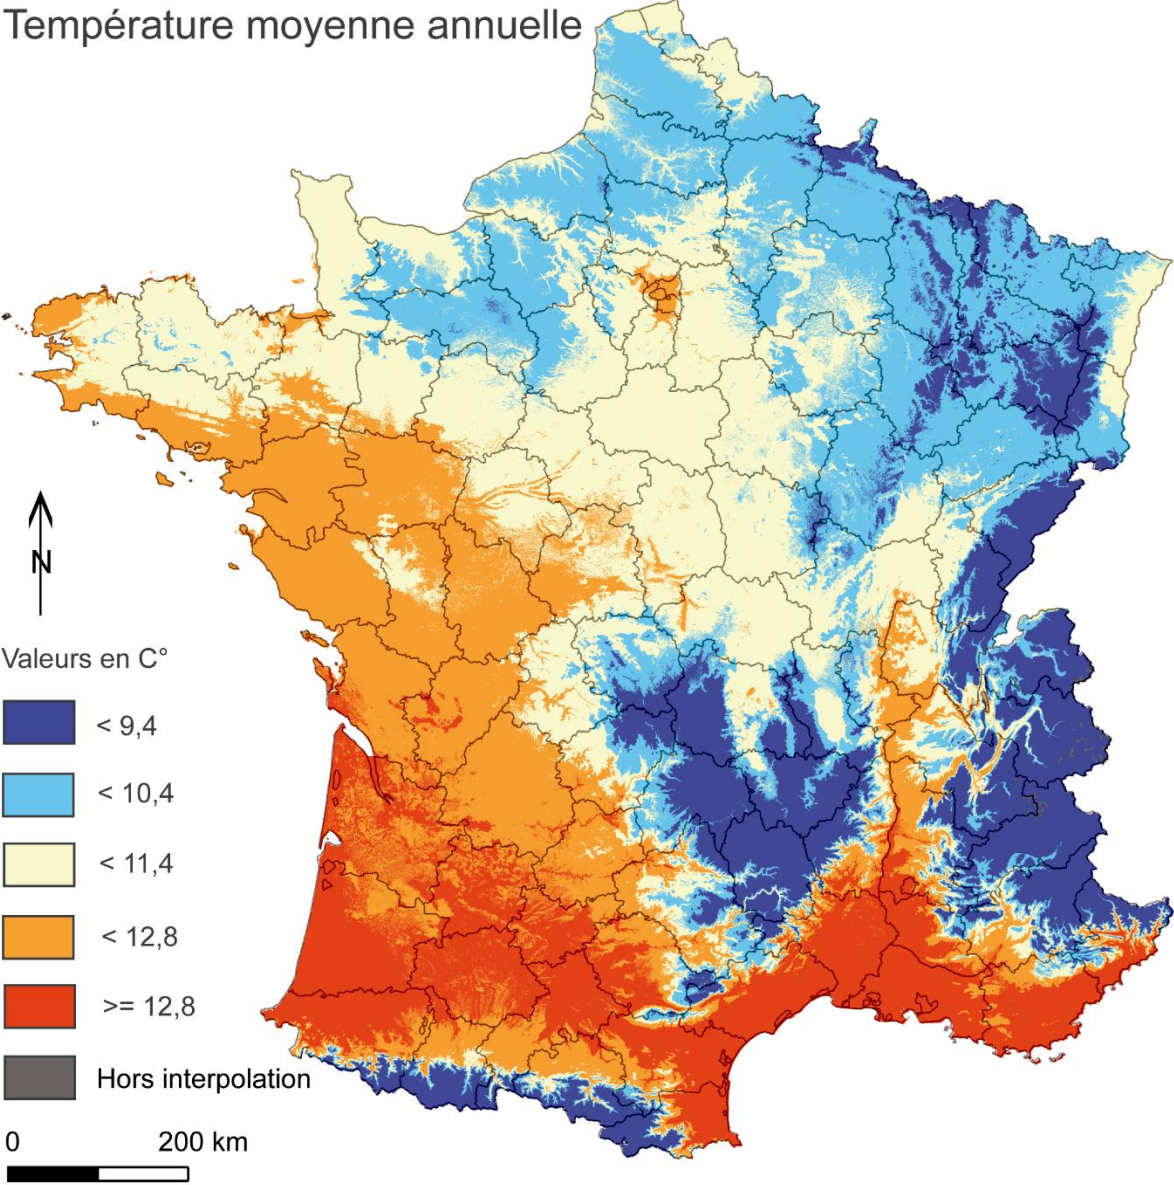 Température moyenne annuelle
N
Valeurs en C°
< 9,4
< 10,4
< 11,4
< 12,8
>= 12,8
Hors interpolation
0 200 km